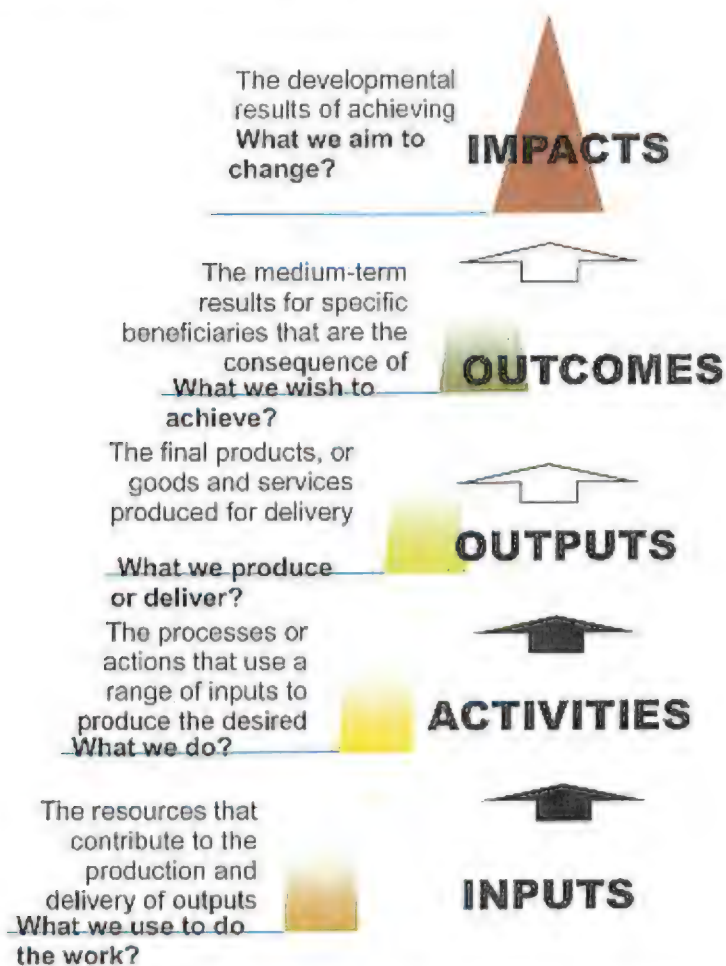 The developmental
results of achieving
What we aim to
change?
IMPACTS
The medium-term
results for specific
beneficiaries that are the
consequence of
What we wish to
achieve?
OUTCOMES
The final products, or
goods and services
produced for delivery
What we produce
or deliver?
OUTPUTS
The processes or
actions that use a
range of inputs to
produce the desired
What we do?
ACTIVITIES
The resources that
contribute to the
production and
delivery of outputs
What we use to do
the work?
INPUTS